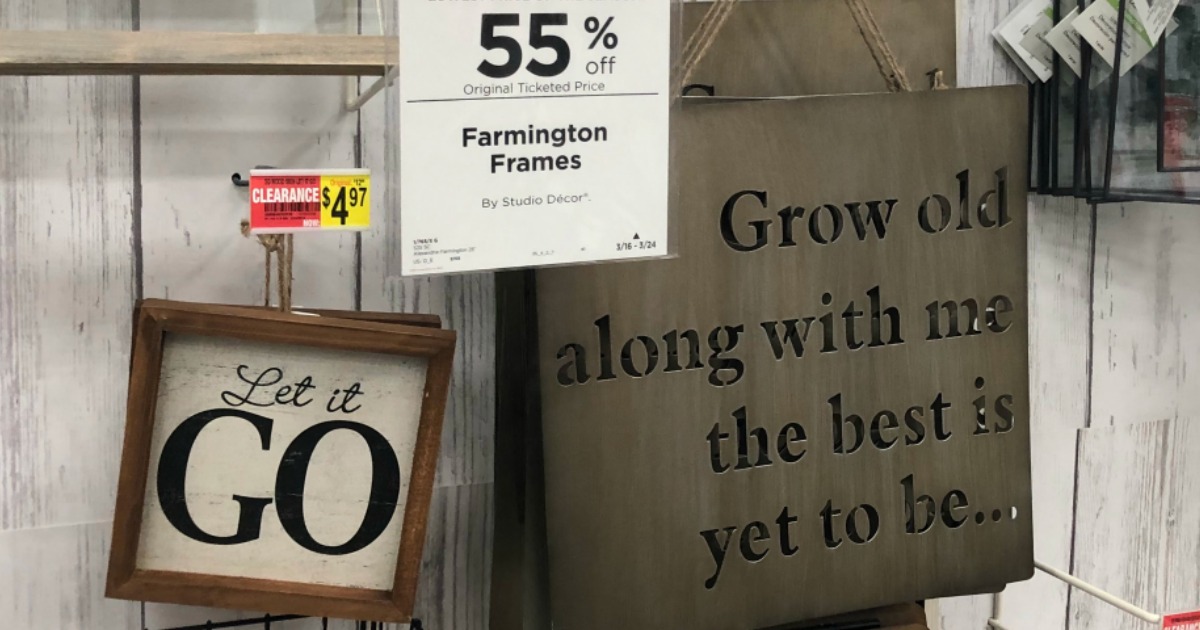 55 % off
Original Ticketed Price
Farmington
Frames
By Studio Décor®.
3/16 - 3/24
CLEARANCE
$4.97
NOW!
Let it
GO
Grow old
along with me
the best is
yet to be...